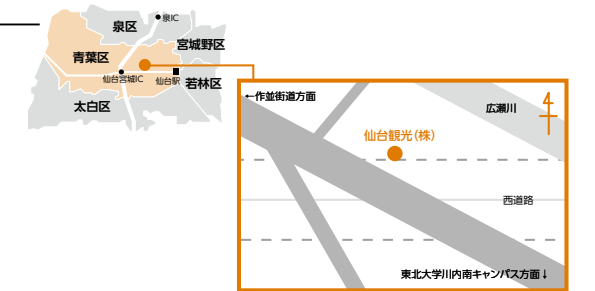 泉区
泉IC
宮城野区
青葉区
仙台宮城IC
仙台駅
若林区
太白区
←作並街道方面
広瀬川
仙台観光(株)
西道路
東北大学川内南キャンパス方面↓